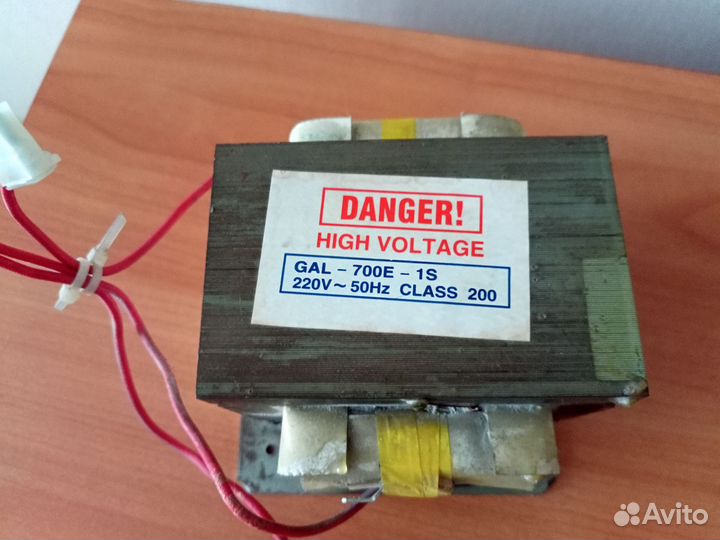 DANGER!
HIGH VOLTAGE
GAL - 700E - 1S
220V~50Hz CLASS 200
Avito